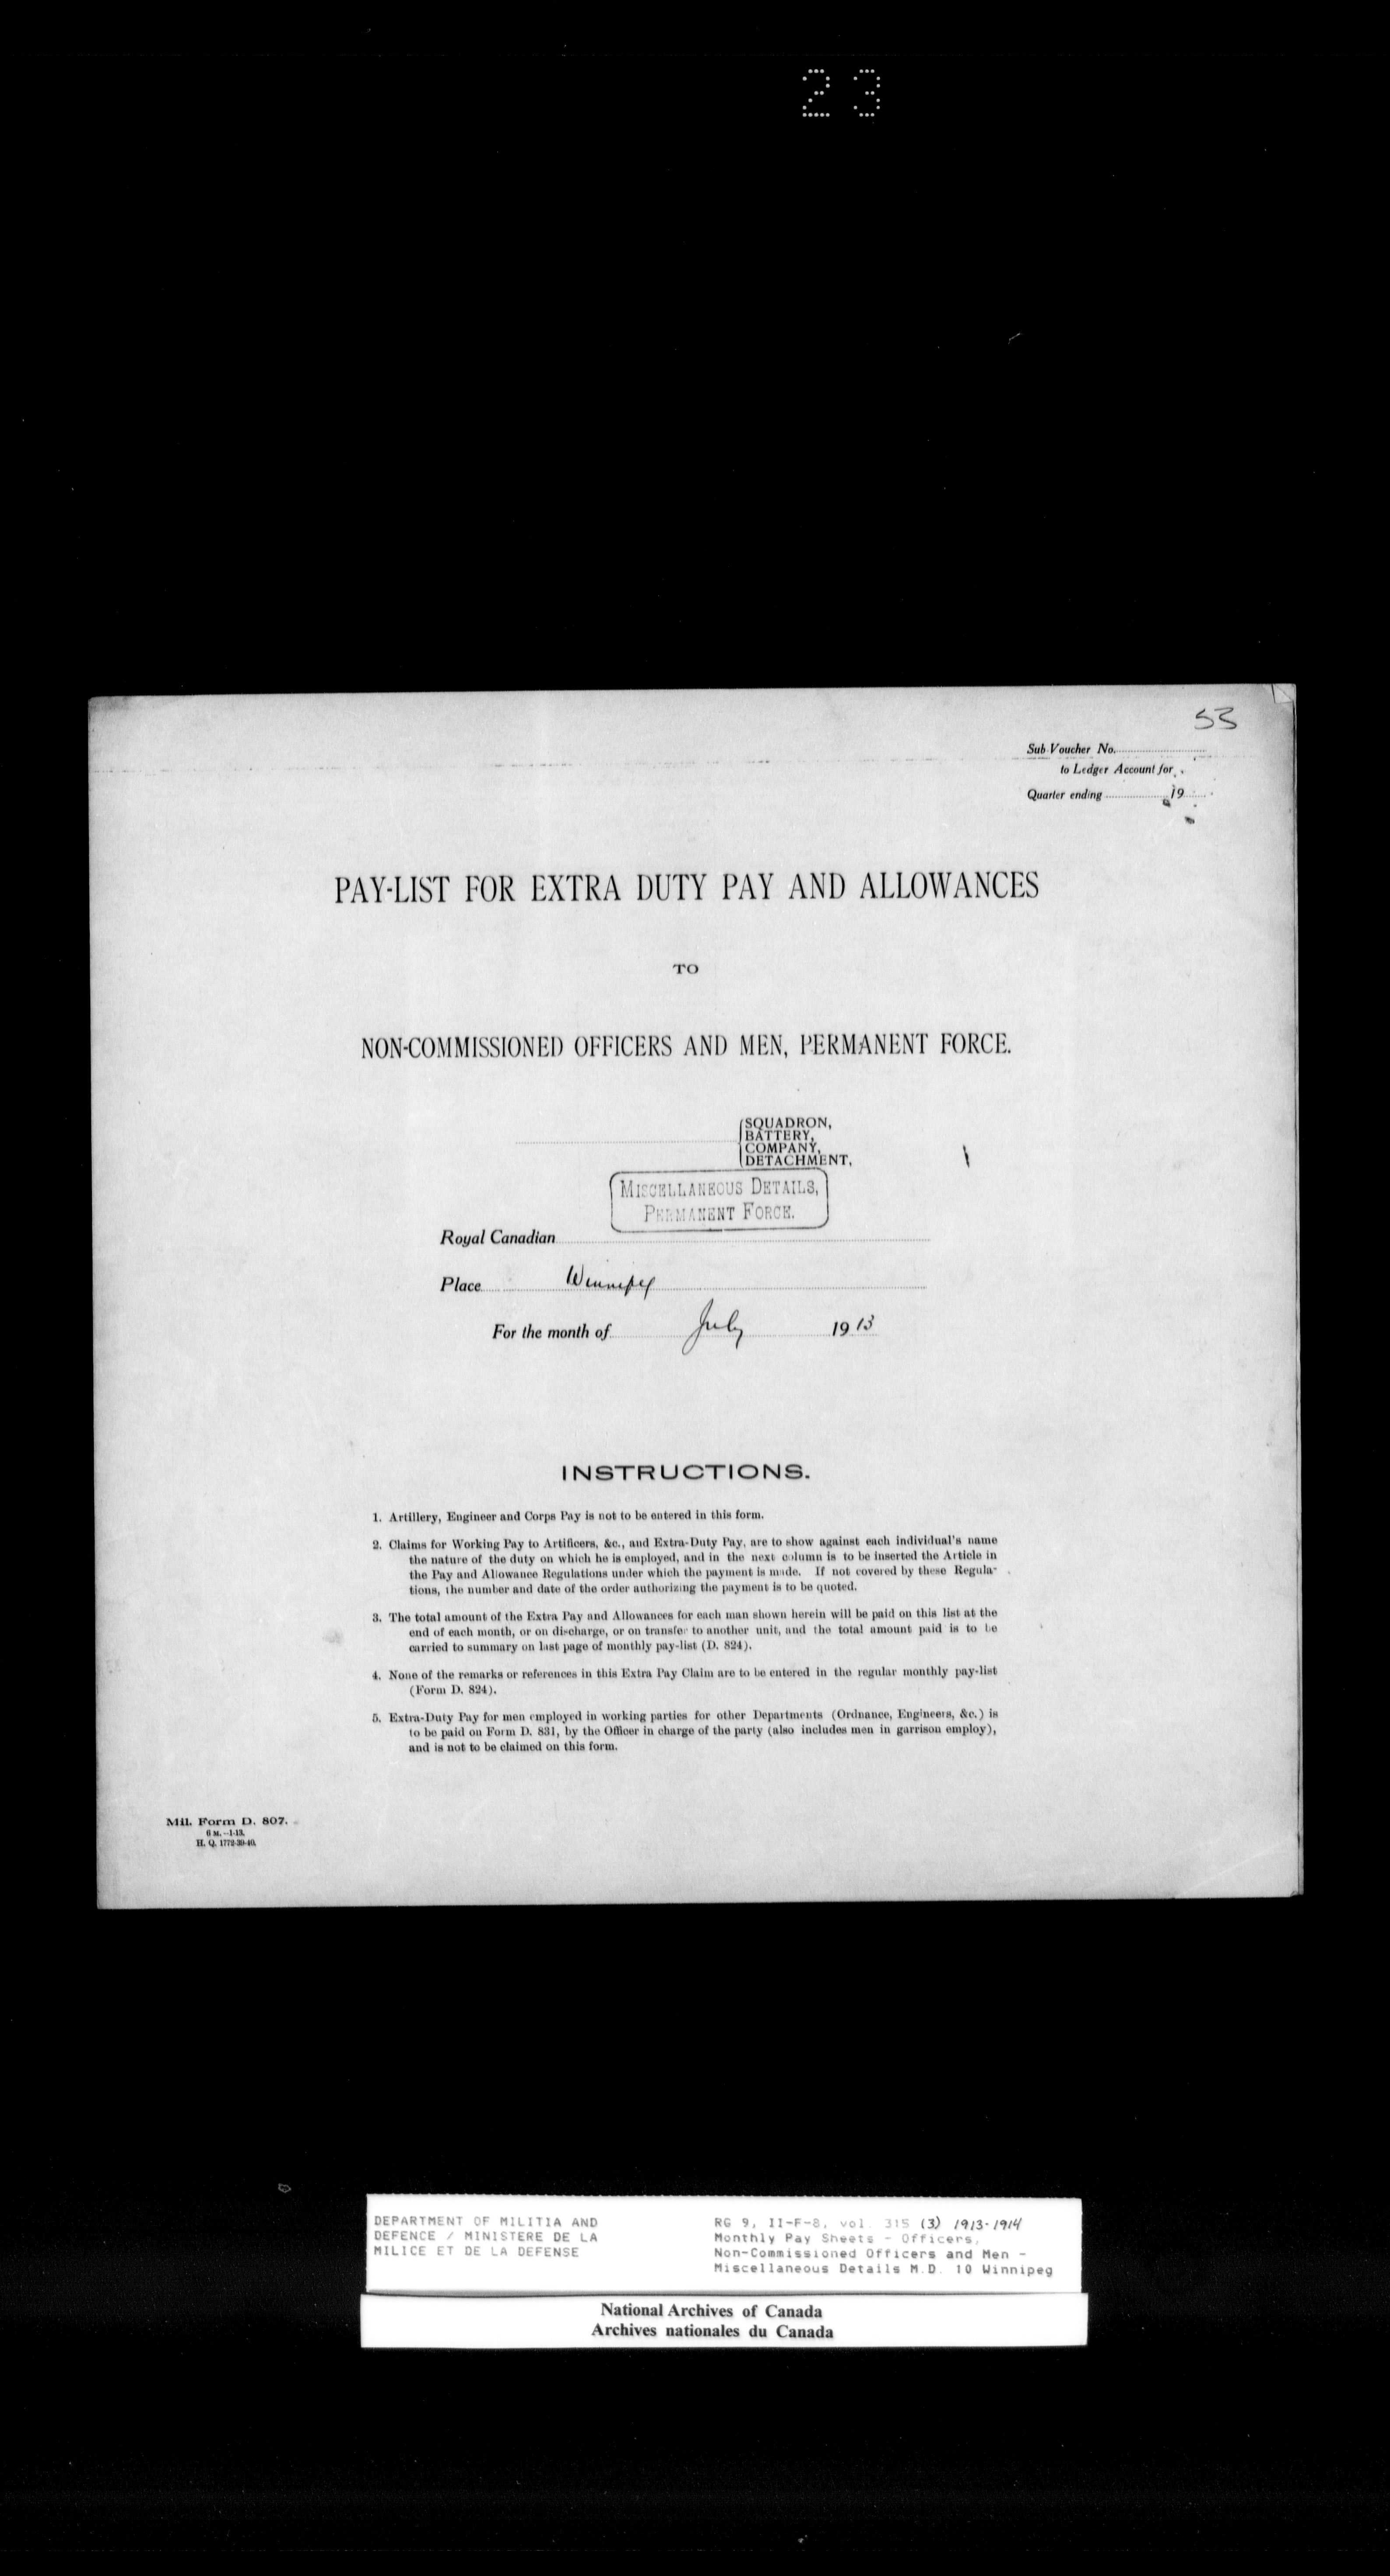 23
53
Sub-Voucher No.
to Ledger Account for
Quarter ending 19
PAY-LIST FOR EXTRA DUTY PAY AND ALLOWANCES
TO
NON-COMMISSIONED OFFICERS AND MEN, PERMANENT FORCE.
SQUADRON,
BATTERY,
COMPANY,
DETACHMENT,
MISCELLANEOUS DETAILS,
PERMANENT FORCE.
Royal Canadian
Place Winnipeg
For the month of July 1913
INSTRUCTIONS.
1. Artillery, Engineer and Corps Pay is not to be entered in this form.
2. Claims for Working Pay to Artificers, &c., and Extra-Duty Pay, are to show against each individual's name
the nature of the duty on which he is employed, and in the next column is to be inserted the Article in
the Pay and Allowance Regulations under which the payment is made. If not covered by these Regula-
tions, the number and date of the order authorizing the payment is to be quoted.
3. The total amount of the Extra Pay and Allowances for each man shown herein will be paid on this list at the
end of each month, or on discharge, or on transfer to another unit, and the total amount paid is to be
carried to summary on last page of monthly pay-list (D. 824).
4. None of the remarks or references in this Extra Pay Claim are to be entered in the regular monthly pay-list
(Form D. 824).
5. Extra-Duty Pay for men employed in working parties for other Departments (Ordnance, Engineers, &c.) is
to be paid on Form D. 831, by the Officer in charge of the party (also includes men in garrison employ),
and is not to be claimed on this form.
Mil. Form D. 807.
6 M.--1-13.
H. Q. 1772-39-40.
DEPARTMENT OF MILITIA AND
DEFENCE / MINISTERE DE LA
MILICE ET DE LA DEFENSE
RG 9, II-F-8, vol. 315 (3) 1913-1914
Monthly Pay Sheets - Officers,
Non-Commissioned Officers and Men -
Miscellaneous Details M.D. 10 Winnipeg
National Archives of Canada
Archives nationales du Canada